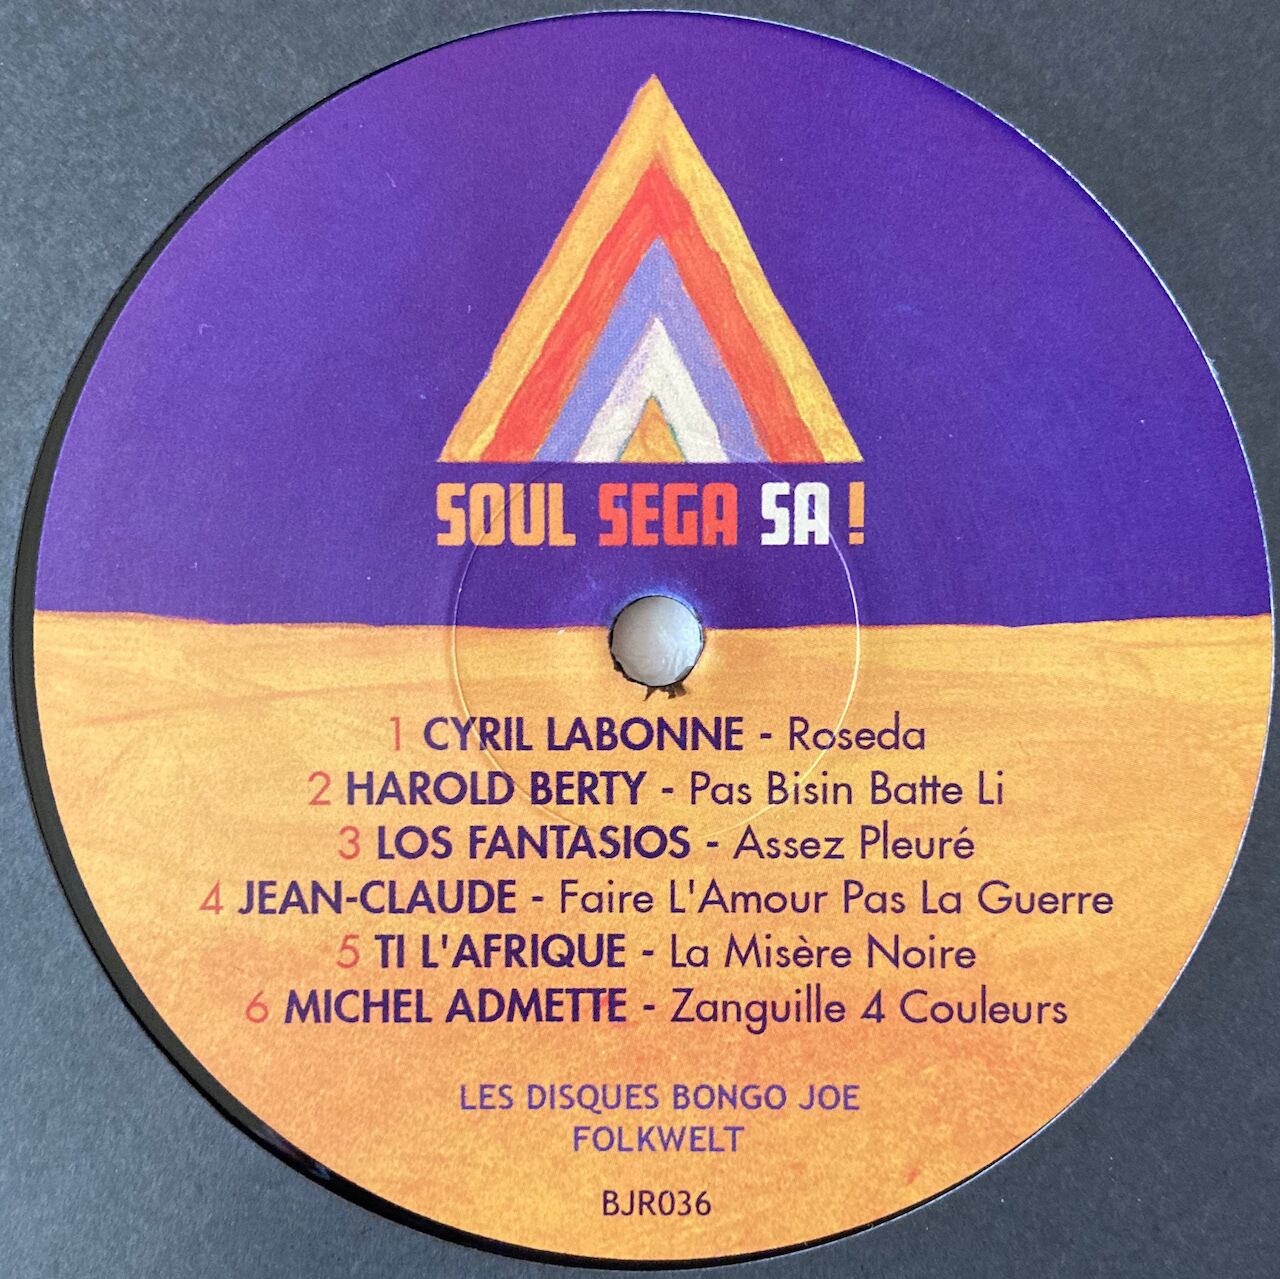 SOUL SEGA SA !
1 CYRIL LABONNE - Roseda
2 HAROLD BERTY - Pas Bisin Batte Li
3 LOS FANTASIOS - Assez Pleuré
4 JEAN-CLAUDE - Faire L'Amour Pas La Guerre
5 TI L'AFRIQUE - La Misère Noire
6 MICHEL ADMETTE - Zanguille 4 Couleurs
LES DISQUES BONGO JOE
FOLKWELT
BJR036